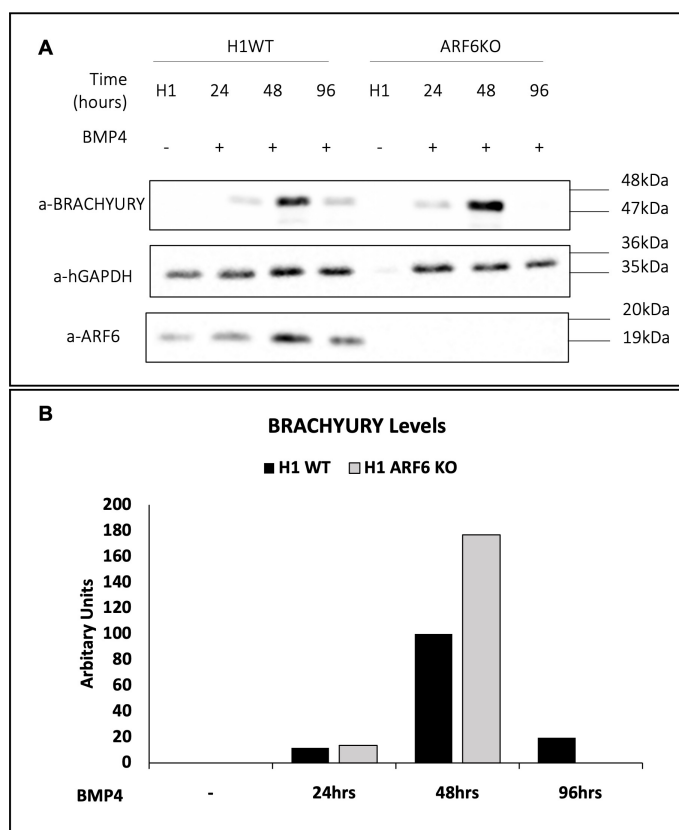 A
H1WT ARF6KO
Time
(hours)
H1 24 48 96 H1 24 48 96
BMP4
- + + + - + + +
a-BRACHYURY
48kDa
47kDa
a-hGAPDH
36kDa
35kDa
a-ARF6
20kDa
19kDa
B
BRACHYURY Levels
H1 WT H1 ARF6 KO
Arbitary Units
200
180
160
140
120
100
80
60
40
20
0
BMP4 - 24hrs 48hrs 96hrs